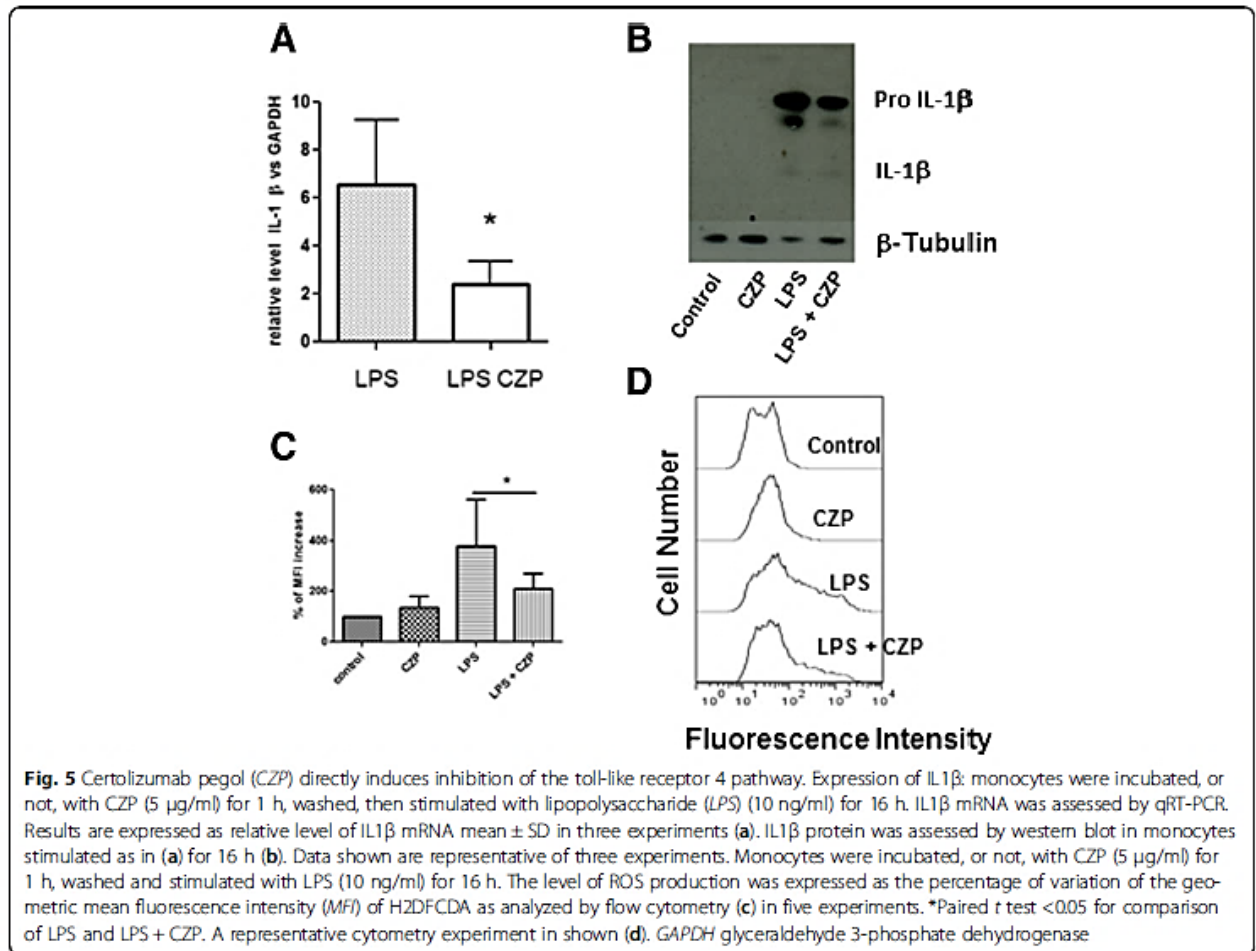 A
relative level IL-1 β vs GAPDH
10
8
6
4
2
0
*
LPS
LPS CZP
B
Pro IL-1β
IL-1β
β-Tubulin
Control
CZP
LPS
LPS + CZP
C
% of MFI increase
600
400
200
0
*
control
CZP
LPS
LPS + CZP
D
Cell Number
Control
CZP
LPS
LPS + CZP
10⁰ 10¹ 10² 10³ 10⁴
Fluorescence Intensity
Fig. 5 Certolizumab pegol (CZP) directly induces inhibition of the toll-like receptor 4 pathway. Expression of IL1β: monocytes were incubated, or
not, with CZP (5 μg/ml) for 1 h, washed, then stimulated with lipopolysaccharide (LPS) (10 ng/ml) for 16 h. IL1β mRNA was assessed by qRT-PCR.
Results are expressed as relative level of IL1β mRNA mean ± SD in three experiments (a). IL1β protein was assessed by western blot in monocytes
stimulated as in (a) for 16 h (b). Data shown are representative of three experiments. Monocytes were incubated, or not, with CZP (5 μg/ml) for
1 h, washed and stimulated with LPS (10 ng/ml) for 16 h. The level of ROS production was expressed as the percentage of variation of the geo-
metric mean fluorescence intensity (MFI) of H2DFCDA as analyzed by flow cytometry (c) in five experiments. *Paired t test <0.05 for comparison
of LPS and LPS + CZP. A representative cytometry experiment in shown (d). GAPDH glyceraldehyde 3-phosphate dehydrogenase